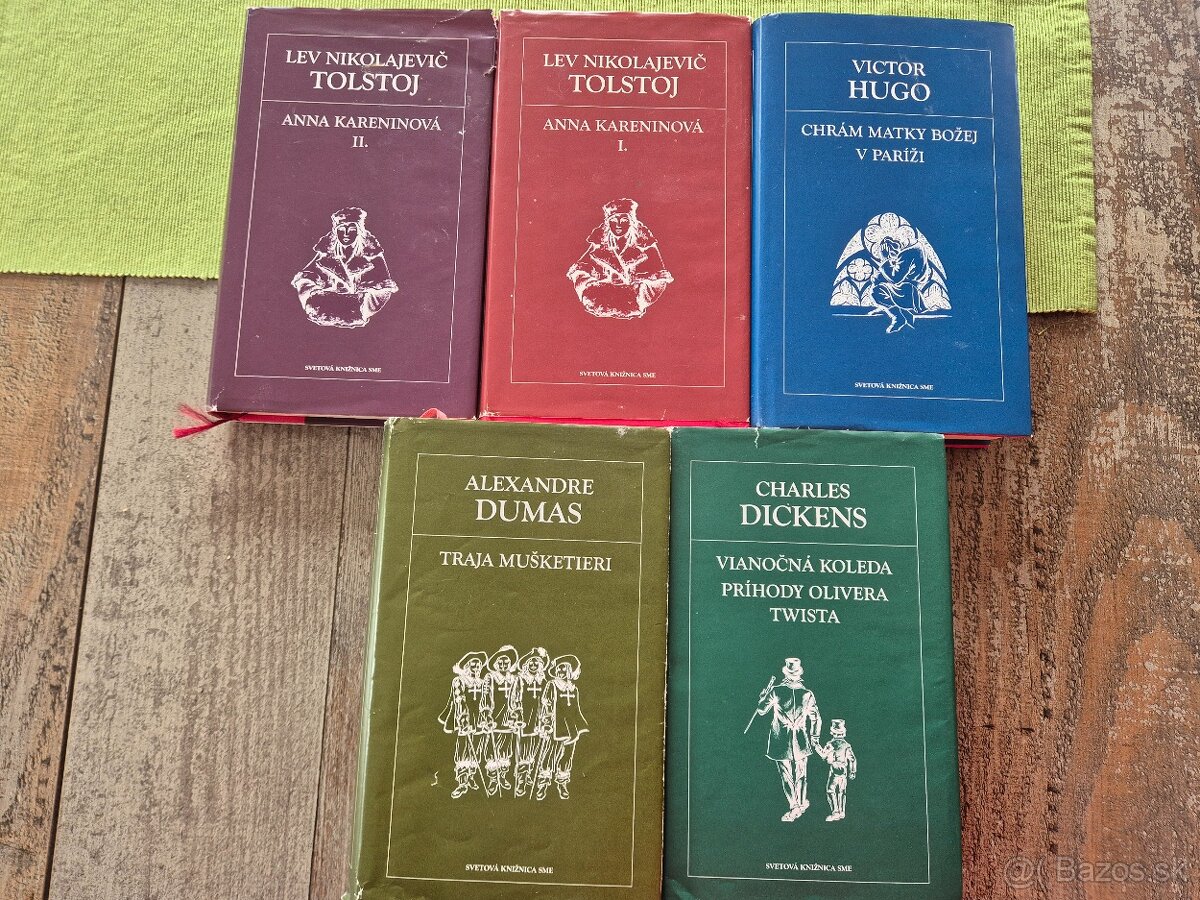 LEV NIKOLAJEVIČ
TOLSTOJ
ANNA KARENINOVÁ
II.
SVETOVÁ KNIŽNICA SME
LEV NIKOLAJEVIČ
TOLSTOJ
ANNA KARENINOVÁ
I.
SVETOVÁ KNIŽNICA SME
VICTOR
HUGO
CHRÁM MATKY BOŽEJ
V PARÍŽI
SVETOVÁ KNIŽNICA SME
ALEXANDRE
DUMAS
TRAJA MUŠKETIERI
SVETOVÁ KNIŽNICA SME
CHARLES
DICKENS
VIANOČNÁ KOLEDA
PRÍHODY OLIVERA
TWISTA
SVETOVÁ KNIŽNICA SME
@ Bazos.sk